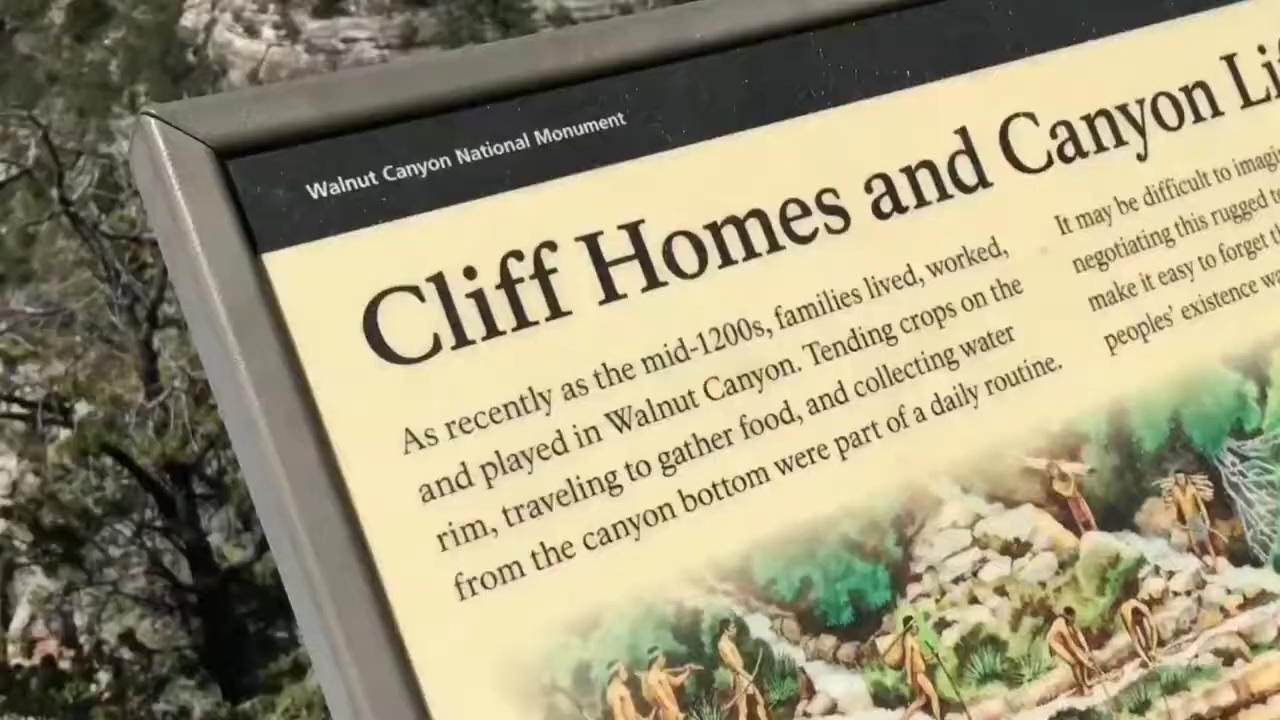 Walnut Canyon National Monument
Cliff Homes and Canyon
As recently as the mid-1200s, families lived, worked,
and played in Walnut Canyon. Tending crops on the
rim, traveling to gather food, and collecting water
from the canyon bottom were part of a daily routine.
It may be difficult to
negotiating this rugged
make it easy to forget
peoples' existence